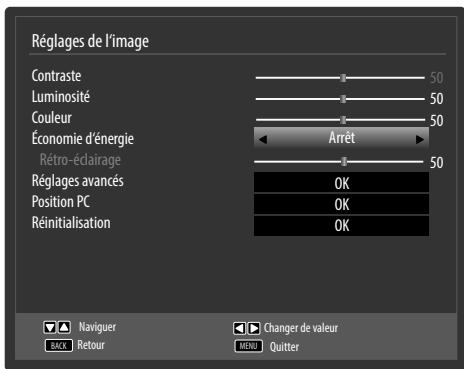 Réglages de l'image
Contraste 50
Luminosité 50
Couleur 50
Économie d'énergie Arrêt
Rétro-éclairage 50
Réglages avancés OK
Position PC OK
Réinitialisation OK
Naviguer Changer de valeur
BACK Retour MENU Quitter